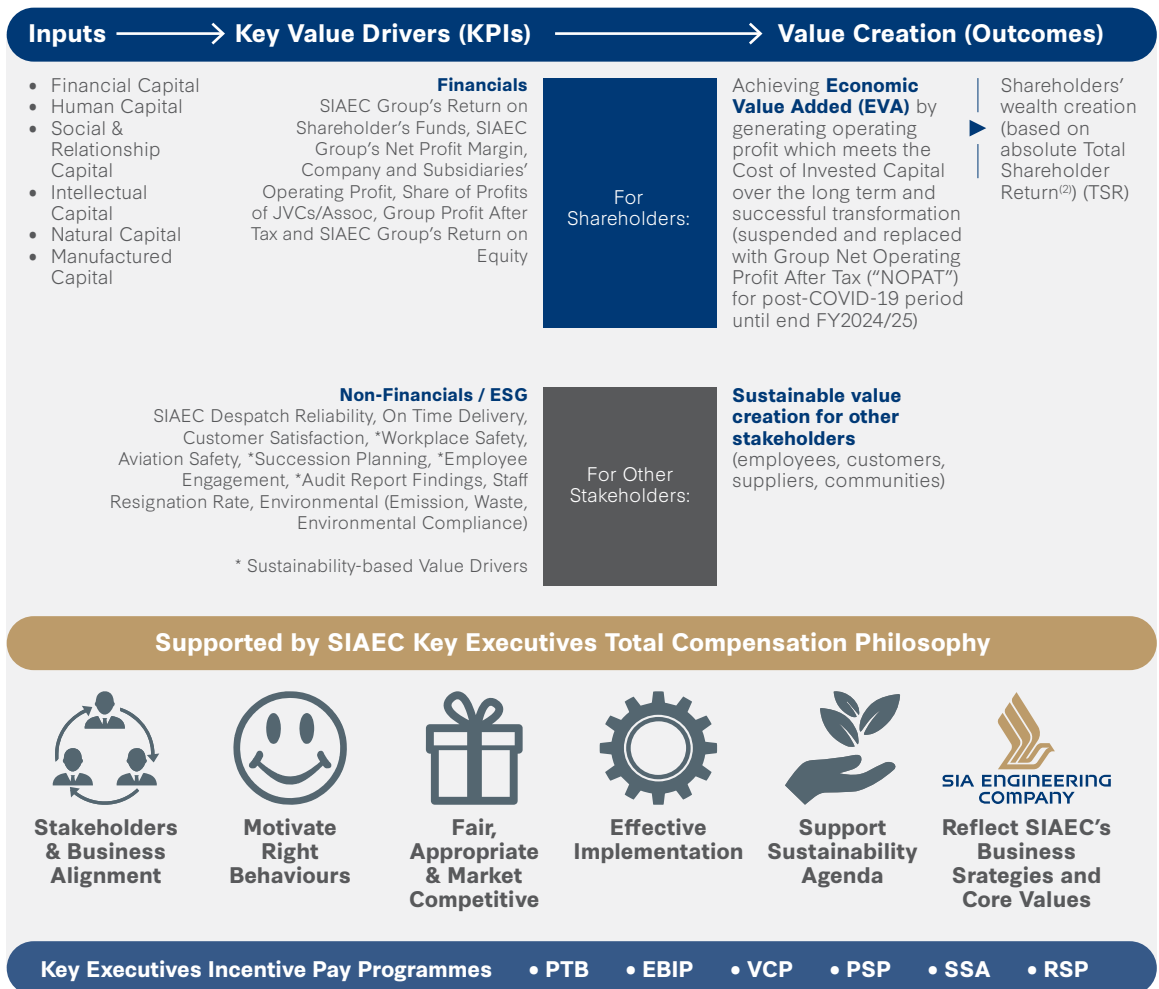 Inputs Key Value Drivers (KPIs) Value Creation (Outcomes)
• Financial Capital
• Human Capital
• Social &
Relationship
Capital
• Intellectual
Capital
• Natural Capital
• Manufactured
Capital
Financials
SIAEC Group's Return on
Shareholder's Funds, SIAEC
Group's Net Profit Margin,
Company and Subsidiaries'
Operating Profit, Share of Profits
of JVCs/Assoc, Group Profit After
Tax and SIAEC Group's Return on
Equity
For
Shareholders:
Achieving Economic
Value Added (EVA) by
generating operating
profit which meets the
Cost of Invested Capital
over the long term and
successful transformation
(suspended and replaced
with Group Net Operating
Profit After Tax ("NOPAT")
for post-COVID-19 period
until end FY2024/25)
Shareholders'
wealth creation
(based on
absolute Total
Shareholder
Return(2)) (TSR)
Non-Financials / ESG
SIAEC Despatch Reliability, On Time Delivery,
Customer Satisfaction, *Workplace Safety,
Aviation Safety, *Succession Planning, *Employee
Engagement, *Audit Report Findings, Staff
Resignation Rate, Environmental (Emission, Waste,
Environmental Compliance)
* Sustainability-based Value Drivers
For Other
Stakeholders:
Sustainable value
creation for other
stakeholders
(employees, customers,
suppliers, communities)
Supported by SIAEC Key Executives Total Compensation Philosophy
Stakeholders
& Business
Alignment
Motivate
Right
Behaviours
Fair,
Appropriate
& Market
Competitive
Effective
Implementation
Support
Sustainability
Agenda
SIA ENGINEERING
COMPANY
Reflect SIAEC's
Business
Srategies and
Core Values
Key Executives Incentive Pay Programmes • PTB • EBIP • VCP • PSP • SSA • RSP